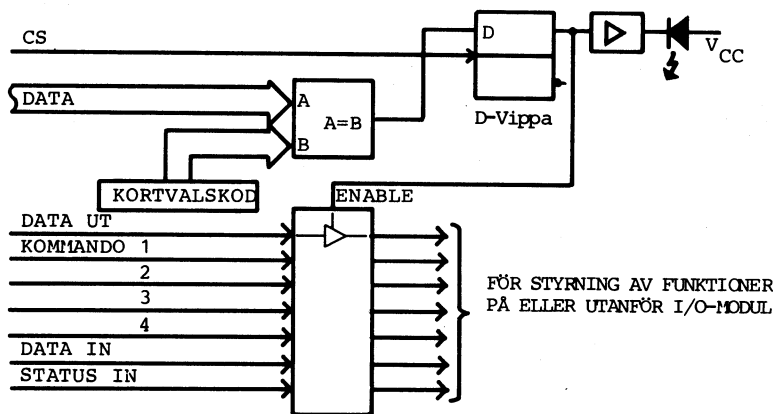 CS
D
V CC
DATA
A
A=B
B
D-Vippa
KORTVALSKOD
ENABLE
DATA UT
KOMMANDO 1
2
3
4
DATA IN
STATUS IN
FÖR STYRNING AV FUNKTIONER
PÅ ELLER UTANFÖR I/O-MODUL